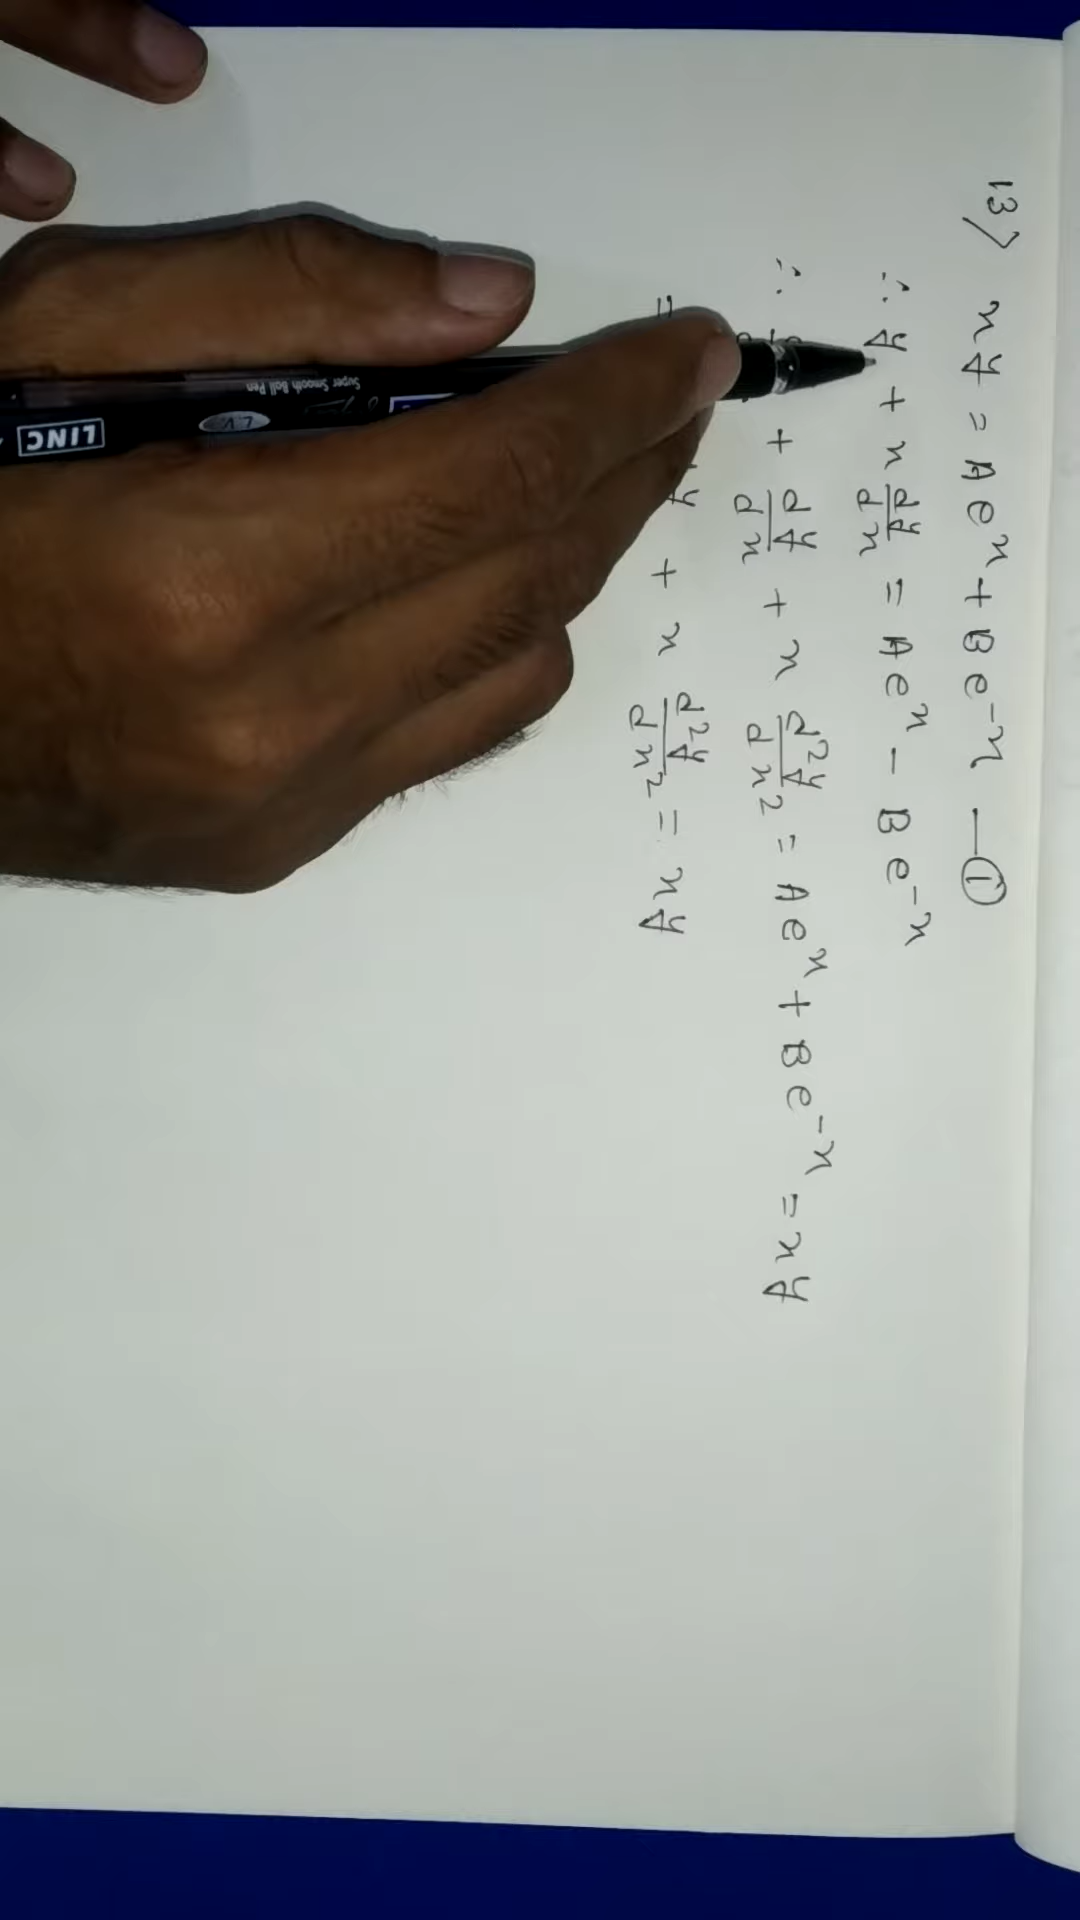 13) xy = Ae^x + Be^-x — ①
∴ y + x dy/dx = Ae^x - Be^-x
∴ + dy/dx + x d²y/dx² = Ae^x + Be^-x = xy
= y + x d²y/dx² = xy
LINC
Super Smooth Ball Pen